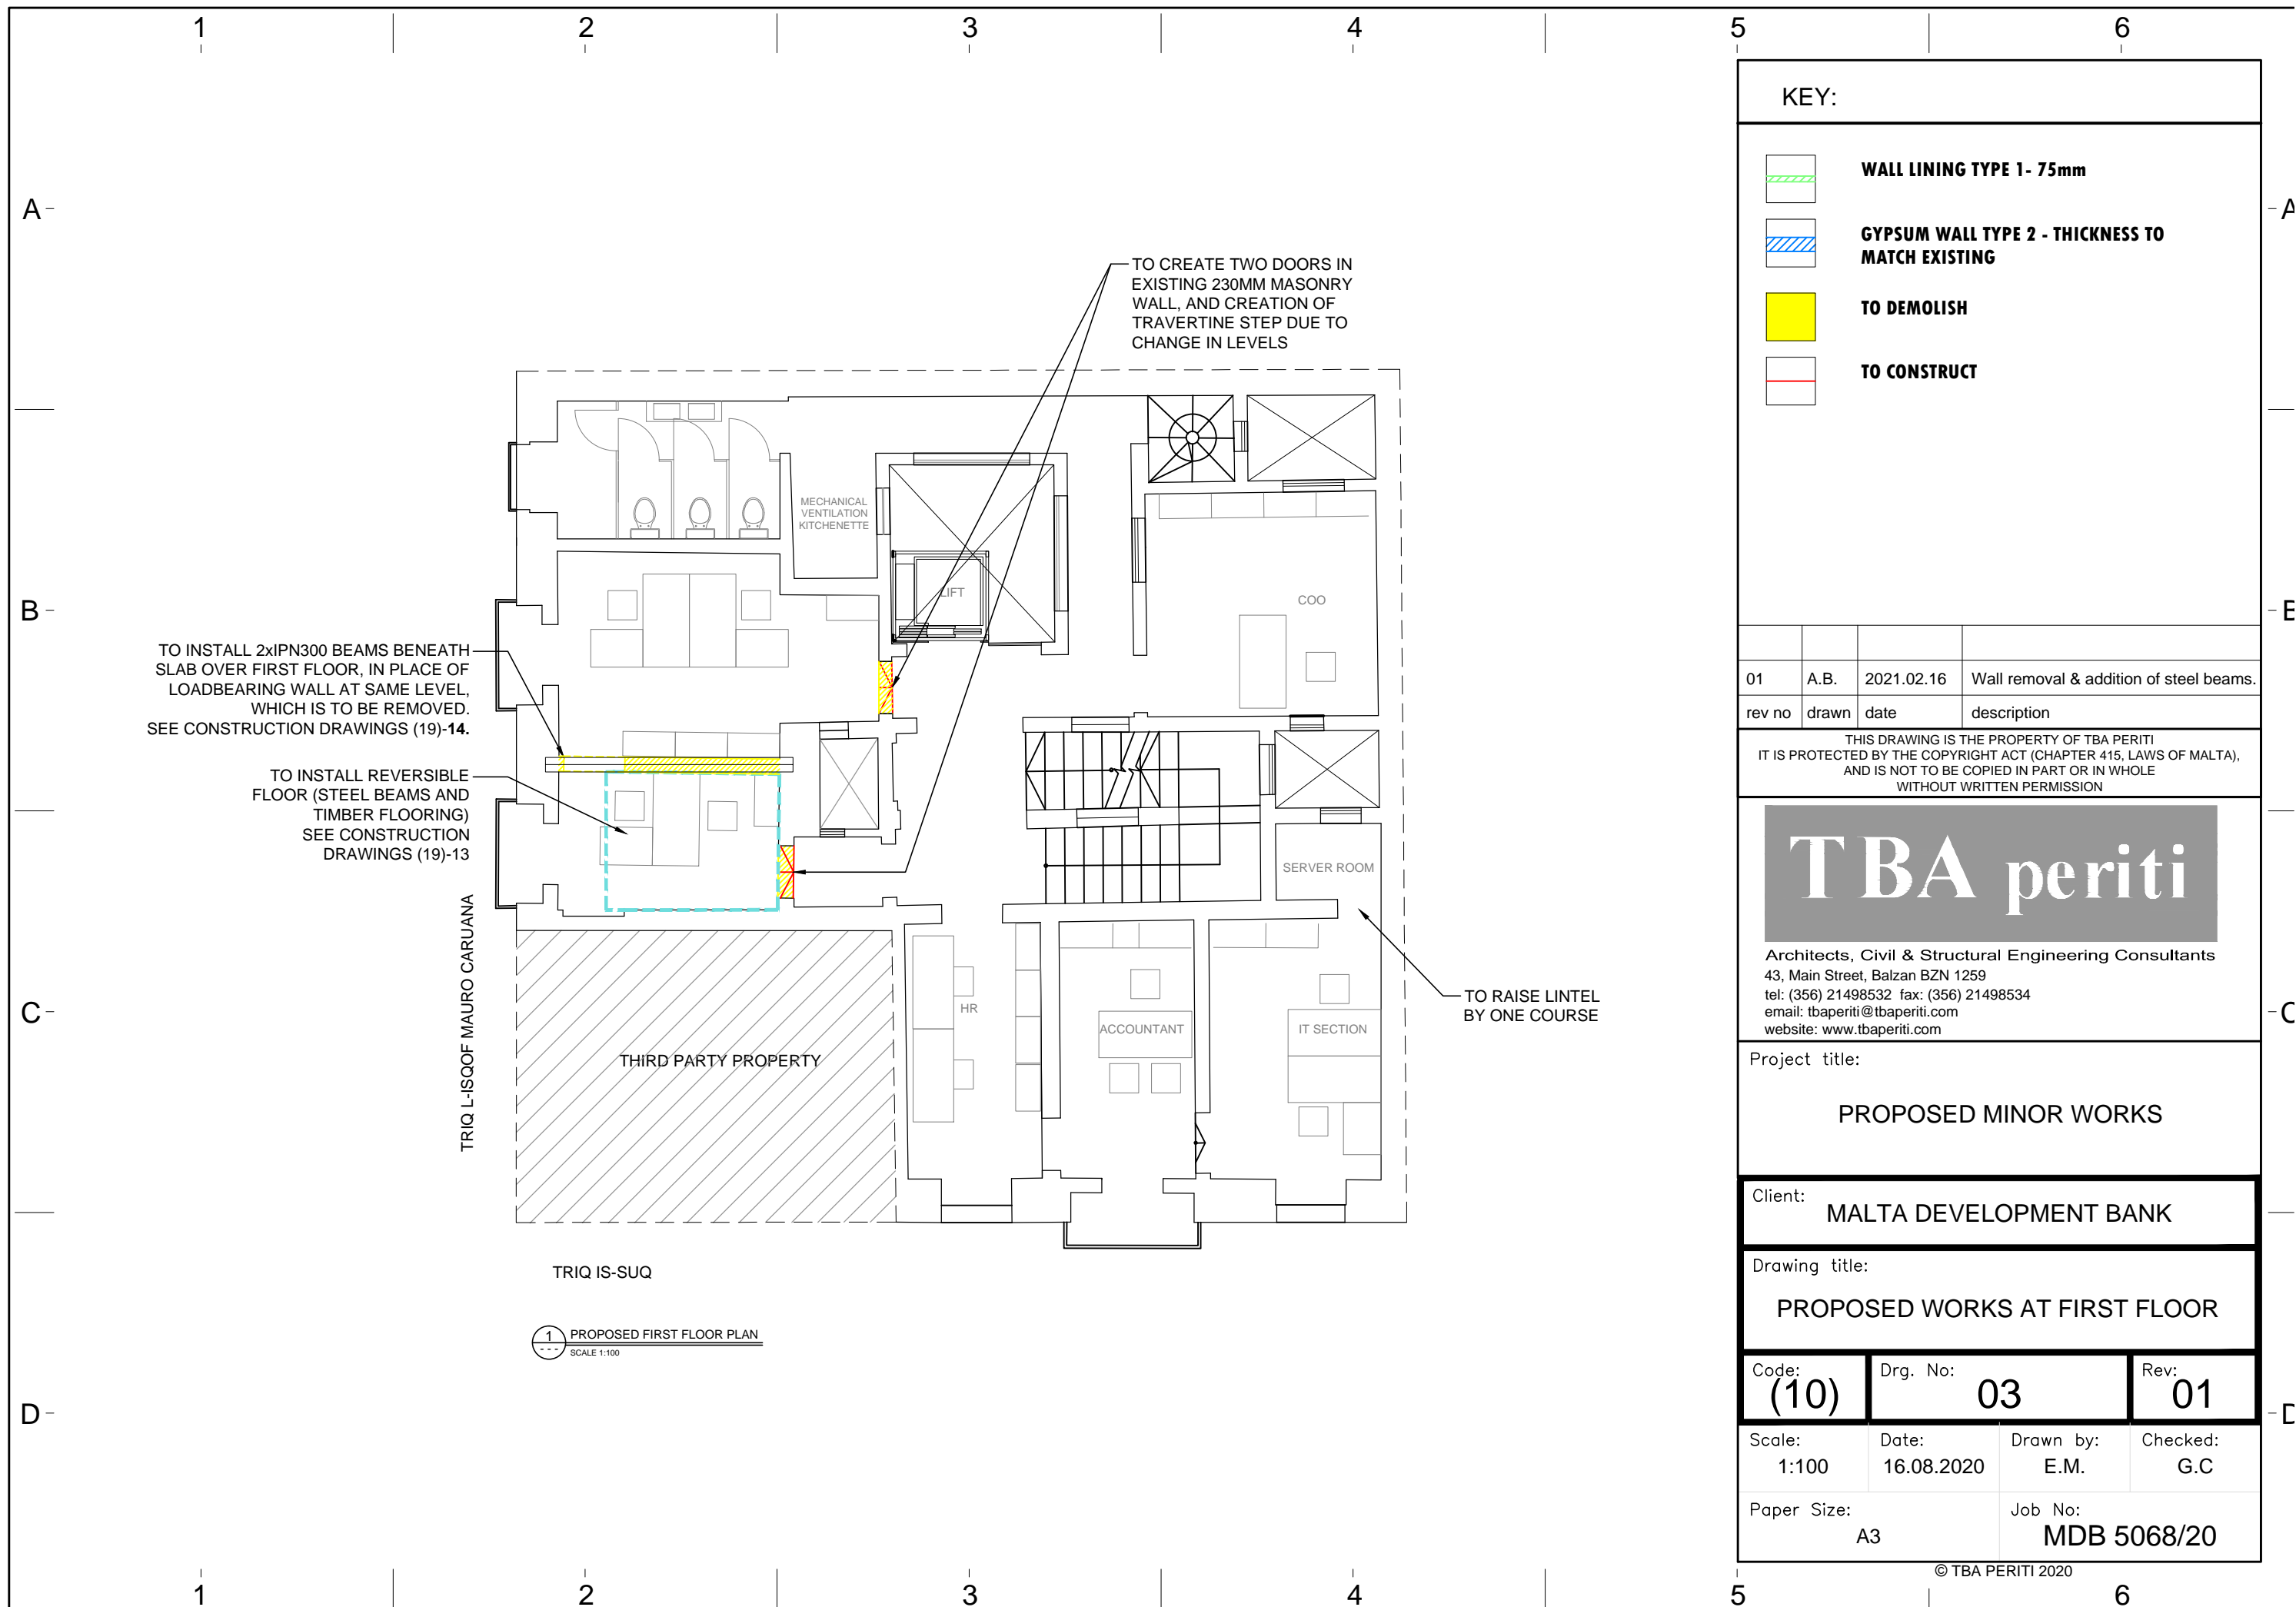 1 2 3 4 5 6
A
B
C
D
A
B
C
D
TO CREATE TWO DOORS IN
EXISTING 230MM MASONRY
WALL, AND CREATION OF
TRAVERTINE STEP DUE TO
CHANGE IN LEVELS
MECHANICAL
VENTILATION
KITCHENETTE
LIFT
COO
TO INSTALL 2xIPN300 BEAMS BENEATH
SLAB OVER FIRST FLOOR, IN PLACE OF
LOADBEARING WALL AT SAME LEVEL,
WHICH IS TO BE REMOVED.
SEE CONSTRUCTION DRAWINGS (19)-14.
TO INSTALL REVERSIBLE
FLOOR (STEEL BEAMS AND
TIMBER FLOORING)
SEE CONSTRUCTION
DRAWINGS (19)-13
SERVER ROOM
TRIQ L-ISQOF MAURO CARUANA
HR
ACCOUNTANT
IT SECTION
TO RAISE LINTEL
BY ONE COURSE
THIRD PARTY PROPERTY
TRIQ IS-SUQ
1
---
PROPOSED FIRST FLOOR PLAN
SCALE 1:100
KEY:
WALL LINING TYPE 1- 75mm
GYPSUM WALL TYPE 2 - THICKNESS TO
MATCH EXISTING
TO DEMOLISH
TO CONSTRUCT
01 A.B. 2021.02.16 Wall removal & addition of steel beams.
rev no drawn date description
THIS DRAWING IS THE PROPERTY OF TBA PERITI
IT IS PROTECTED BY THE COPYRIGHT ACT (CHAPTER 415, LAWS OF MALTA),
AND IS NOT TO BE COPIED IN PART OR IN WHOLE
WITHOUT WRITTEN PERMISSION
TBA periti
Architects, Civil & Structural Engineering Consultants
43, Main Street, Balzan BZN 1259
tel: (356) 21498532 fax: (356) 21498534
email: tbaperiti@tbaperiti.com
website: www.tbaperiti.com
Project title:
PROPOSED MINOR WORKS
Client:
MALTA DEVELOPMENT BANK
Drawing title:
PROPOSED WORKS AT FIRST FLOOR
Code: Drg. No: Rev:
(10) 03 01
Scale: Date: Drawn by: Checked:
1:100 16.08.2020 E.M. G.C
Paper Size: Job No:
A3 MDB 5068/20
© TBA PERITI 2020
1 2 3 4 5 6